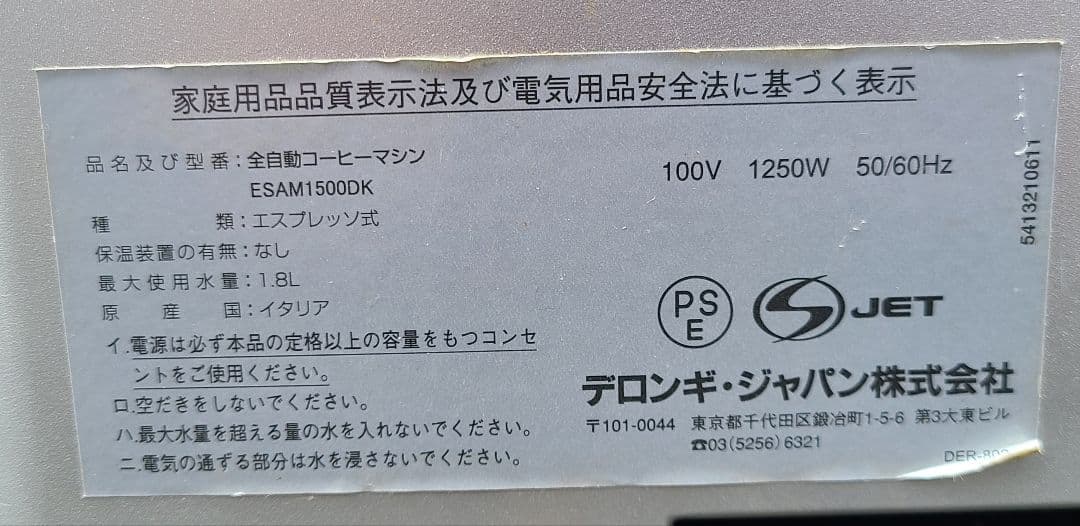 家庭用品品質表示法及び電気用品安全法に基づく表示
品名及び型番：全自動コーヒーマシン
ESAM1500DK
100V 1250W 50/60Hz
種類：エスプレッソ式
保温装置の有無：なし
最大使用水量：1.8L
原産国：イタリア
イ.電源は必ず本品の定格以上の容量をもつコンセ
ントをご使用ください。
ロ.空だきをしないでください。
ハ.最大水量を超える量の水を入れないでください。
ニ.電気の通ずる部分は水を浸さないでください。
PS
E
JET
デロンギ・ジャパン株式会社
〒101-0044 東京都千代田区鍛冶町1-5-6 第3大東ビル
☎03(5256)6321
5413210611